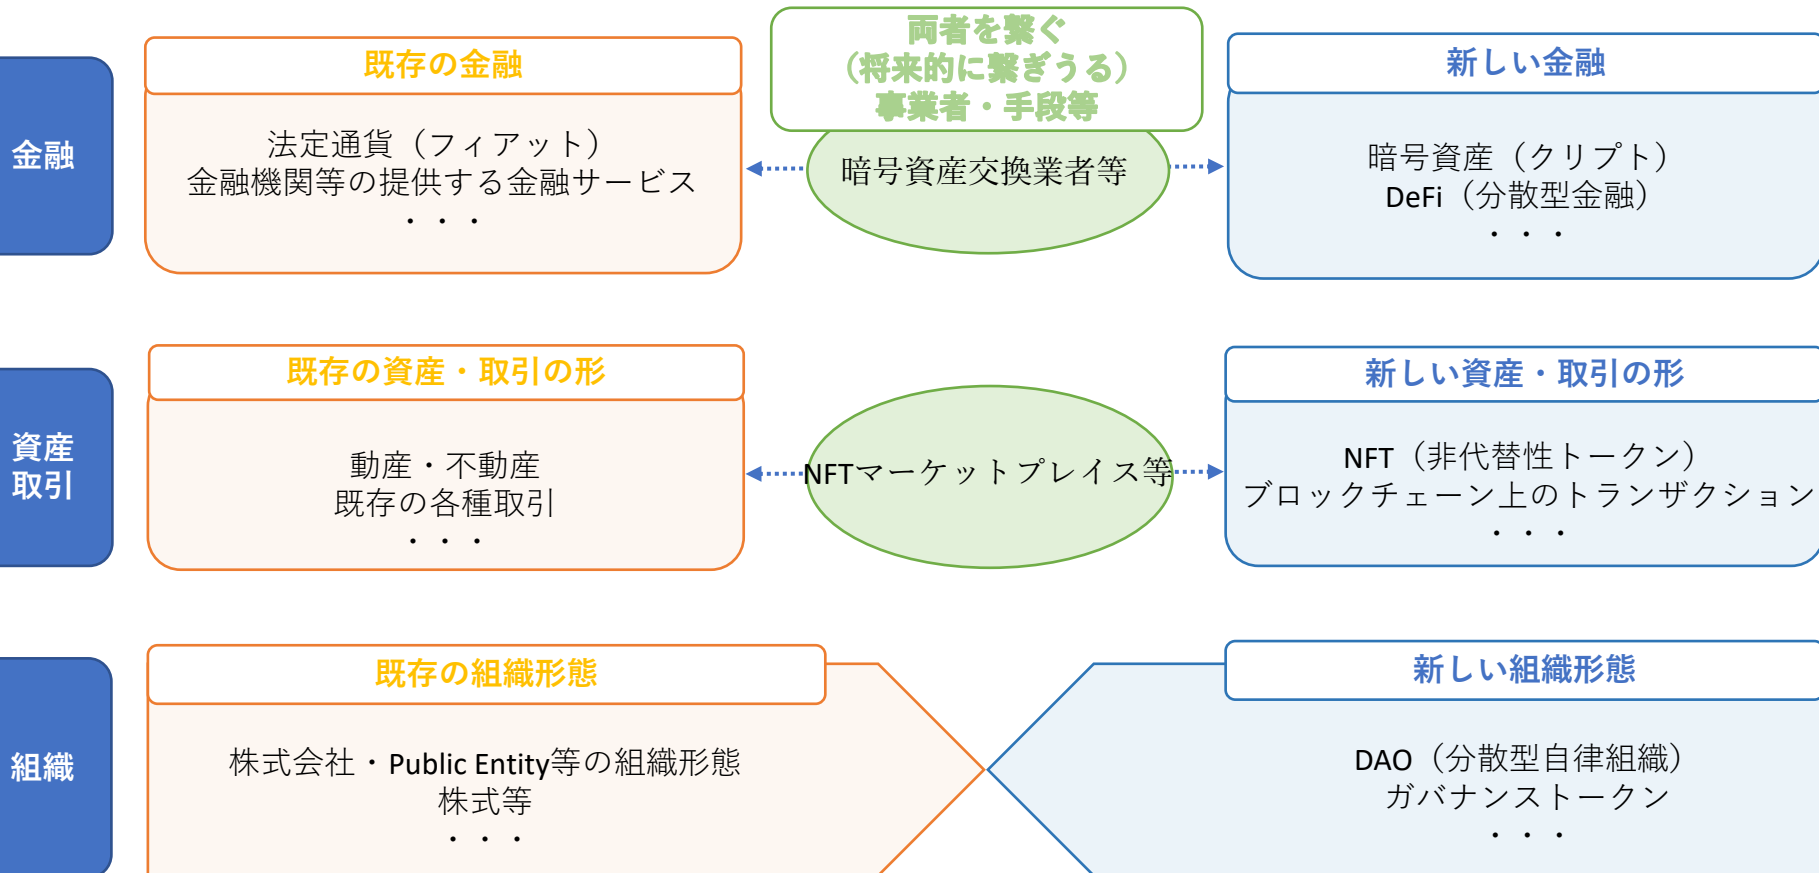 両者を繋ぐ
（将来的に繋ぎうる）
事業者・手段等
金融
既存の金融
法定通貨（フィアット）
金融機関等の提供する金融サービス
・・・
暗号資産交換業者等
新しい金融
暗号資産（クリプト）
DeFi（分散型金融）
・・・
資産
取引
既存の資産・取引の形
動産・不動産
既存の各種取引
・・・
NFTマーケットプレイス等
新しい資産・取引の形
NFT（非代替性トークン）
ブロックチェーン上のトランザクション
・・・
組織
既存の組織形態
株式会社・Public Entity等の組織形態
株式等
・・・
新しい組織形態
DAO（分散型自律組織）
ガバナンストークン
・・・